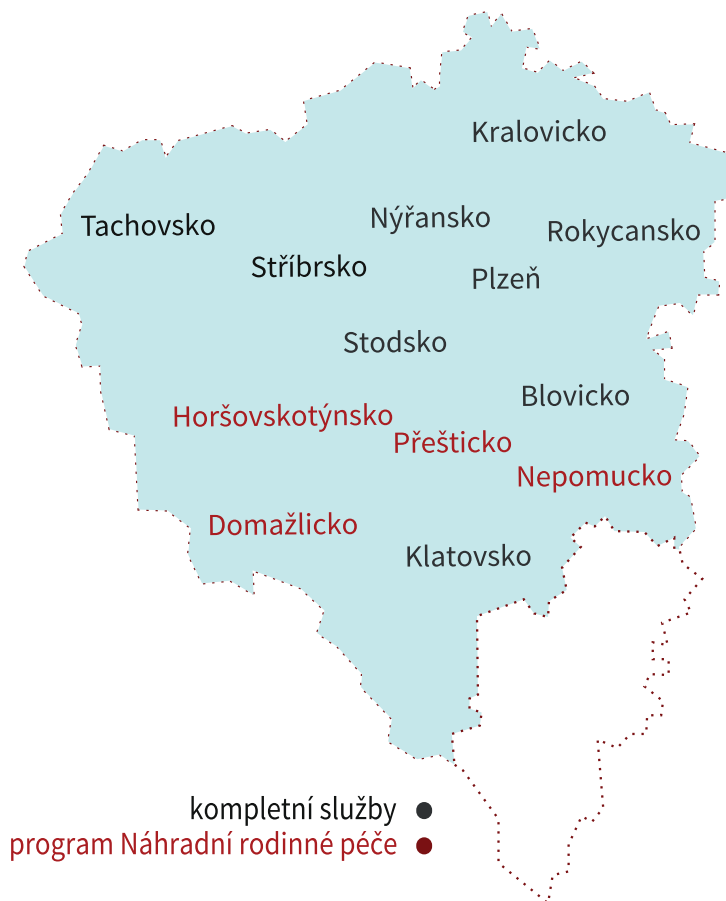 Kralovicko
Tachovsko
Nýřansko
Rokycansko
Stříbrsko
Plzeň
Stodsko
Blovicko
Horšovskotýnsko
Přešticko
Nepomucko
Domažlicko
Klatovsko
kompletní služby
program Náhradní rodinné péče